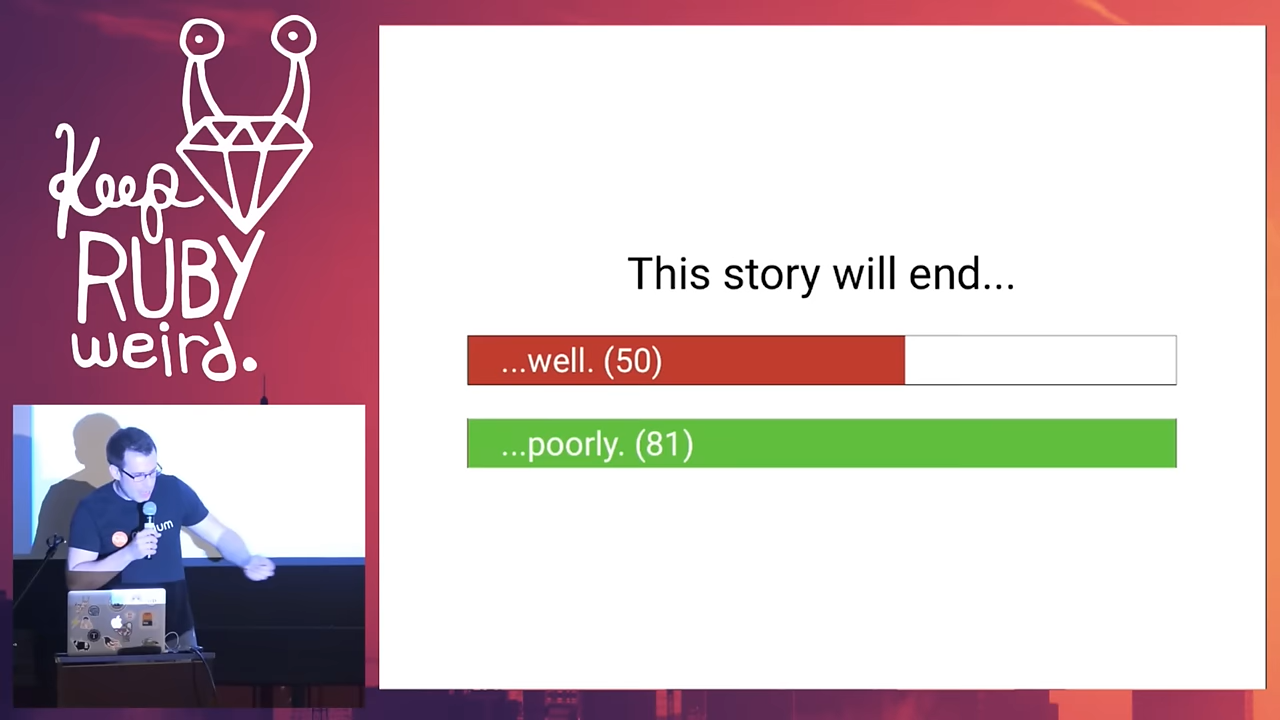 Keep
RUBY
weird.
This story will end...
...well. (50)
...poorly. (81)